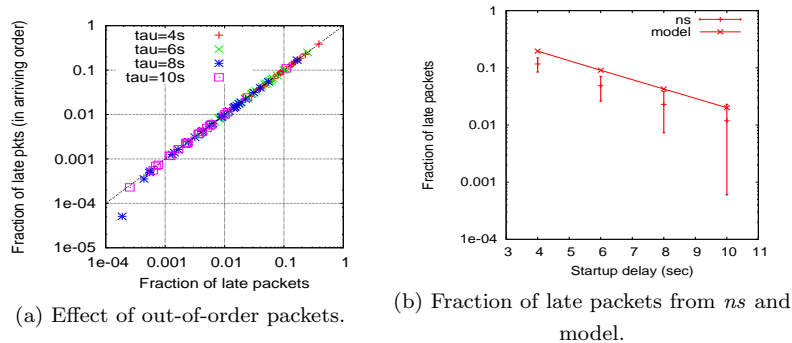 Fraction of late pkts (in arriving order)
1
0.1
0.01
0.001
1e-04
1e-05
tau=4s
tau=6s
tau=8s
tau=10s
1e-04 0.001 0.01 0.1 1
Fraction of late packets
(a) Effect of out-of-order packets.
Fraction of late packets
1
0.1
0.01
0.001
1e-04
ns
model
3 4 5 6 7 8 9 10 11
Startup delay (sec)
(b) Fraction of late packets from ns and
model.